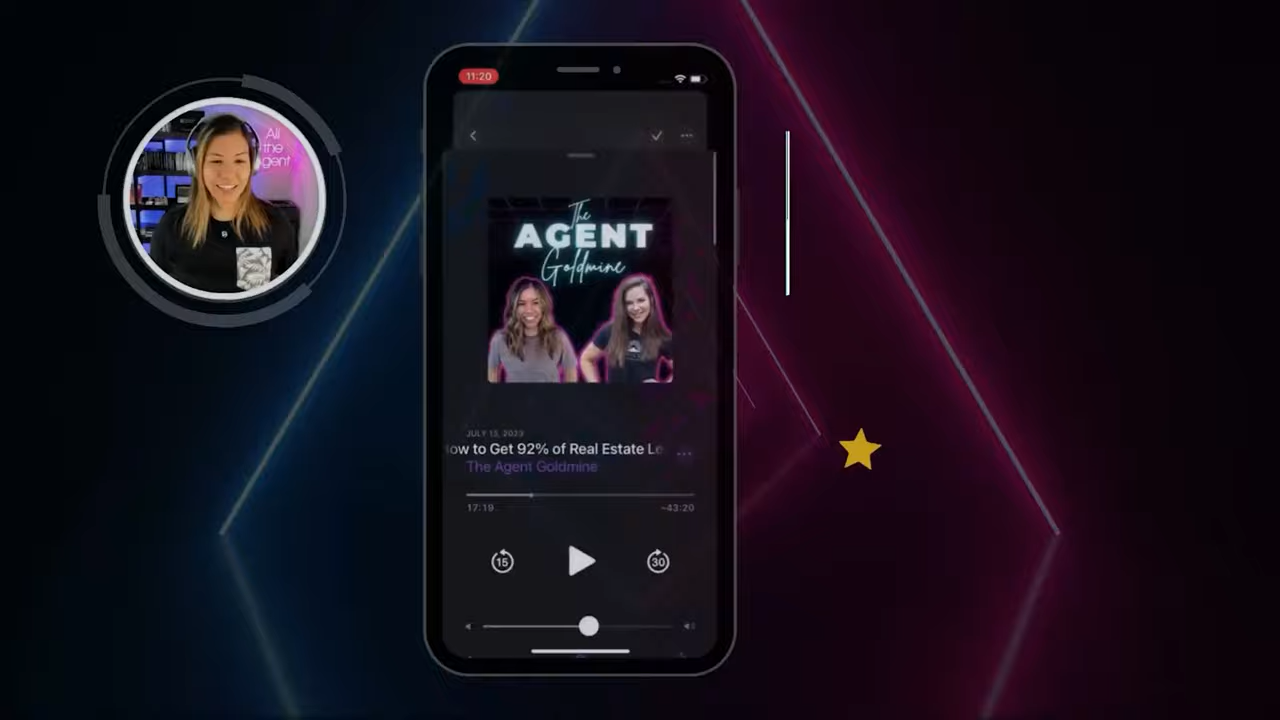 11:20
All
the
gent
The
AGENT
Goldmine
JULY 13, 2023
ow to Get 92% of Real Estate Le
The Agent Goldmine
17:19
-43:20
15
30